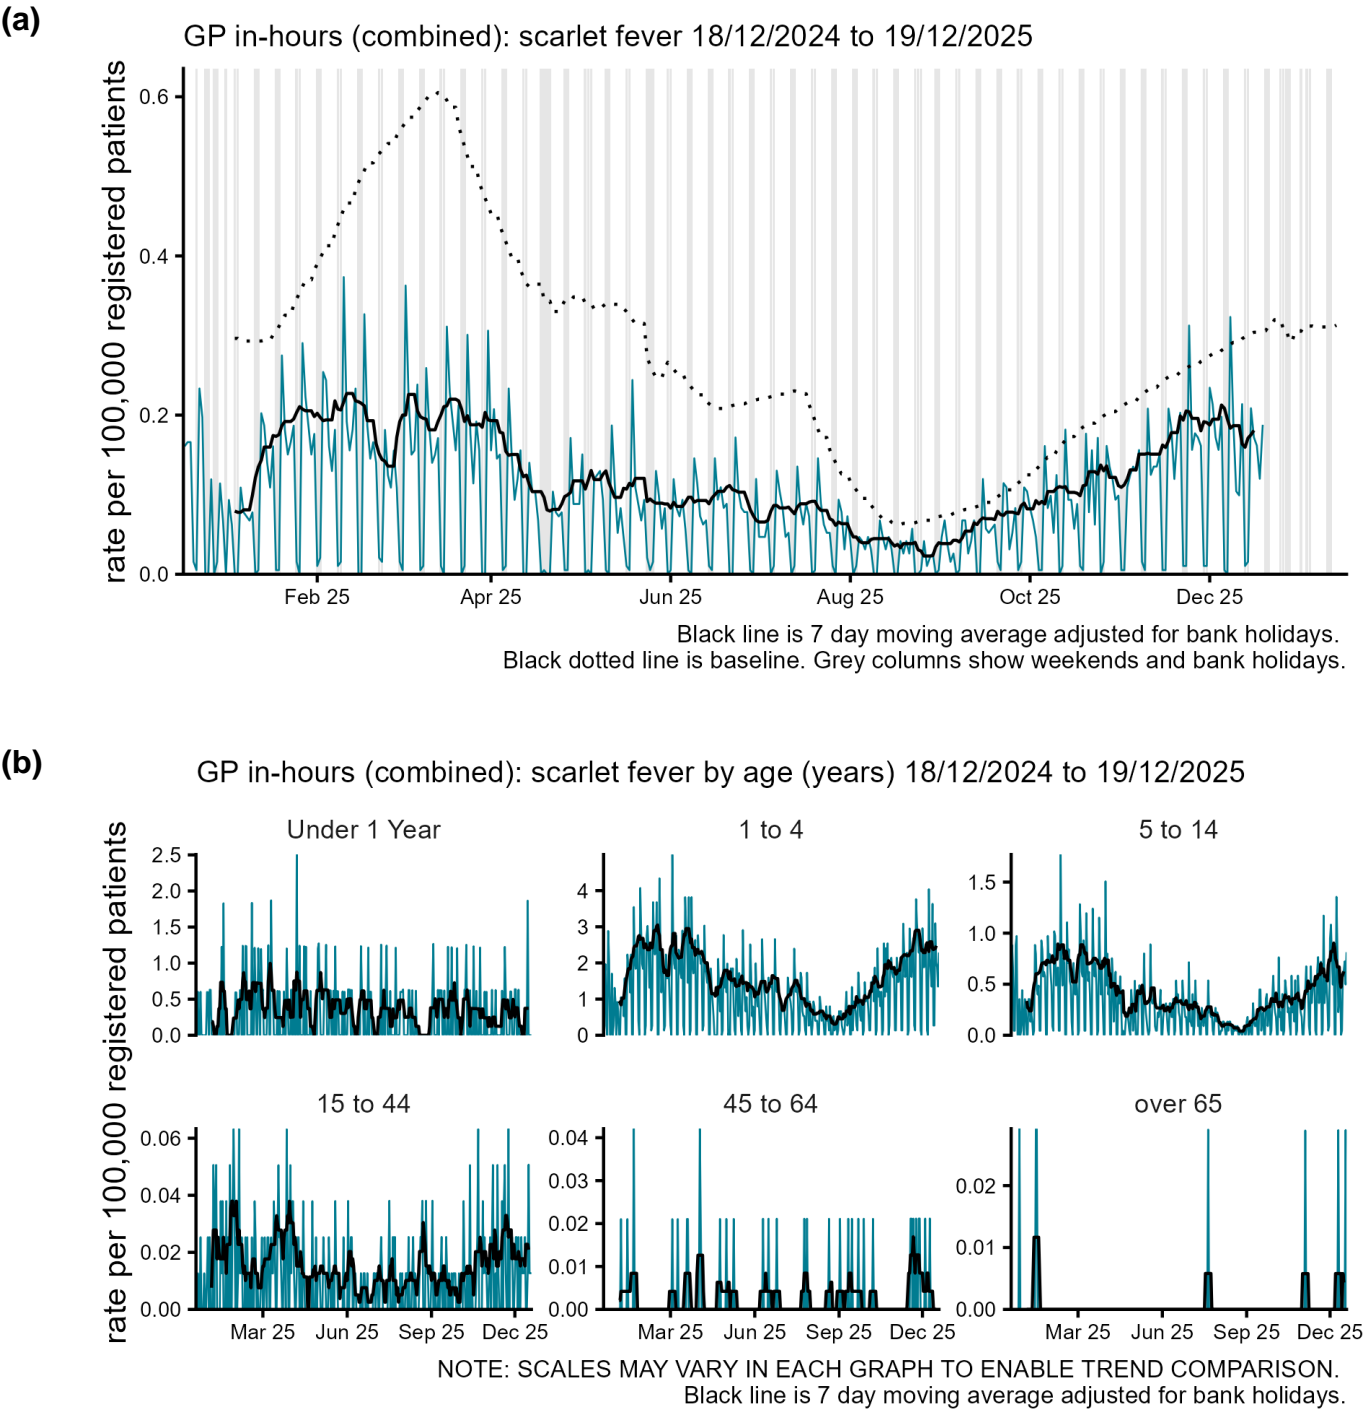 (a)
GP in-hours (combined): scarlet fever 18/12/2024 to 19/12/2025
rate per 100,000 registered patients
0.6
0.4
0.2
0.0
Feb 25
Apr 25
Jun 25
Aug 25
Oct 25
Dec 25
Black line is 7 day moving average adjusted for bank holidays.
Black dotted line is baseline. Grey columns show weekends and bank holidays.
(b)
GP in-hours (combined): scarlet fever by age (years) 18/12/2024 to 19/12/2025
rate per 100,000 registered patients
Under 1 Year
2.5
2.0
1.5
1.0
0.5
0.0
1 to 4
4
3
2
1
0
5 to 14
1.5
1.0
0.5
0.0
15 to 44
0.06
0.04
0.02
0.00
Mar 25
Jun 25
Sep 25
Dec 25
45 to 64
0.04
0.03
0.02
0.01
0.00
Mar 25
Jun 25
Sep 25
Dec 25
over 65
0.02
0.01
0.00
Mar 25
Jun 25
Sep 25
Dec 25
NOTE: SCALES MAY VARY IN EACH GRAPH TO ENABLE TREND COMPARISON.
Black line is 7 day moving average adjusted for bank holidays.